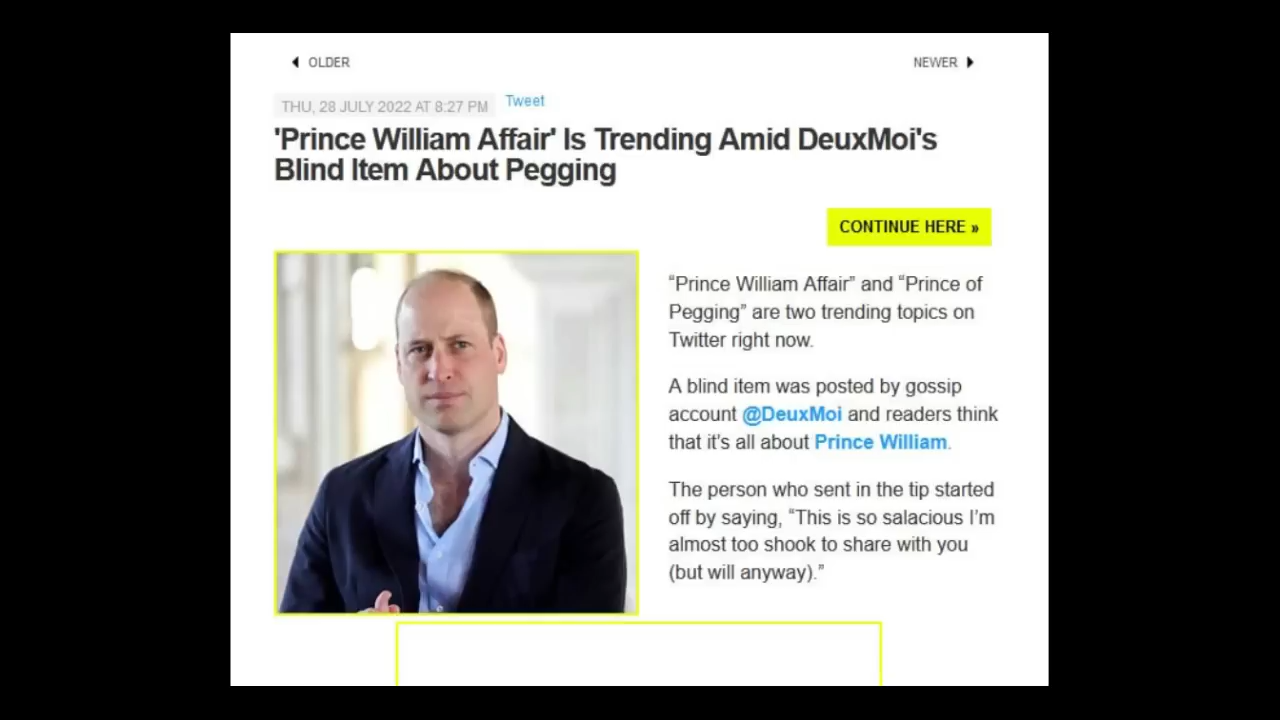 OLDER
NEWER
THU, 28 JULY 2022 AT 8:27 PM
Tweet
'Prince William Affair' Is Trending Amid DeuxMoi's
Blind Item About Pegging
CONTINUE HERE »
“Prince William Affair” and “Prince of
Pegging” are two trending topics on
Twitter right now.
A blind item was posted by gossip
account @DeuxMoi and readers think
that it’s all about Prince William.
The person who sent in the tip started
off by saying, “This is so salacious I’m
almost too shook to share with you
(but will anyway).”